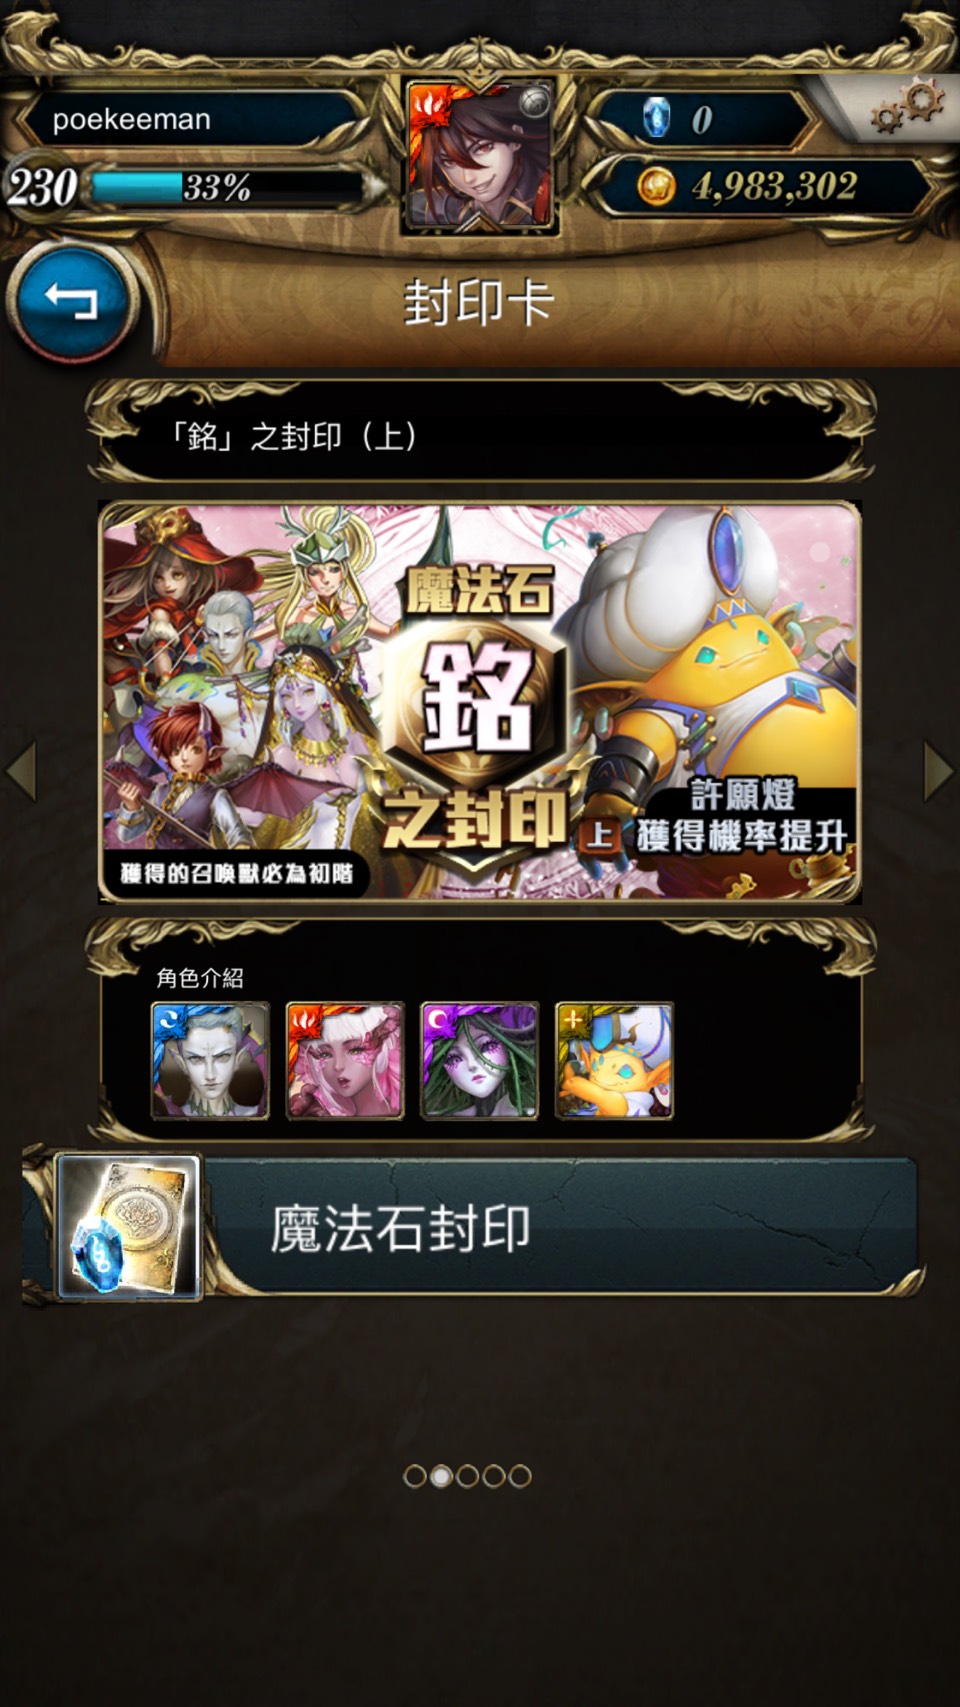 poekeeman
0
230
33%
4,983,302
封印卡
「銘」之封印（上）
魔法石
銘
之封印
上
許願燈
獲得機率提升
獲得的召喚獸必為初階
角色介紹
魔法石封印